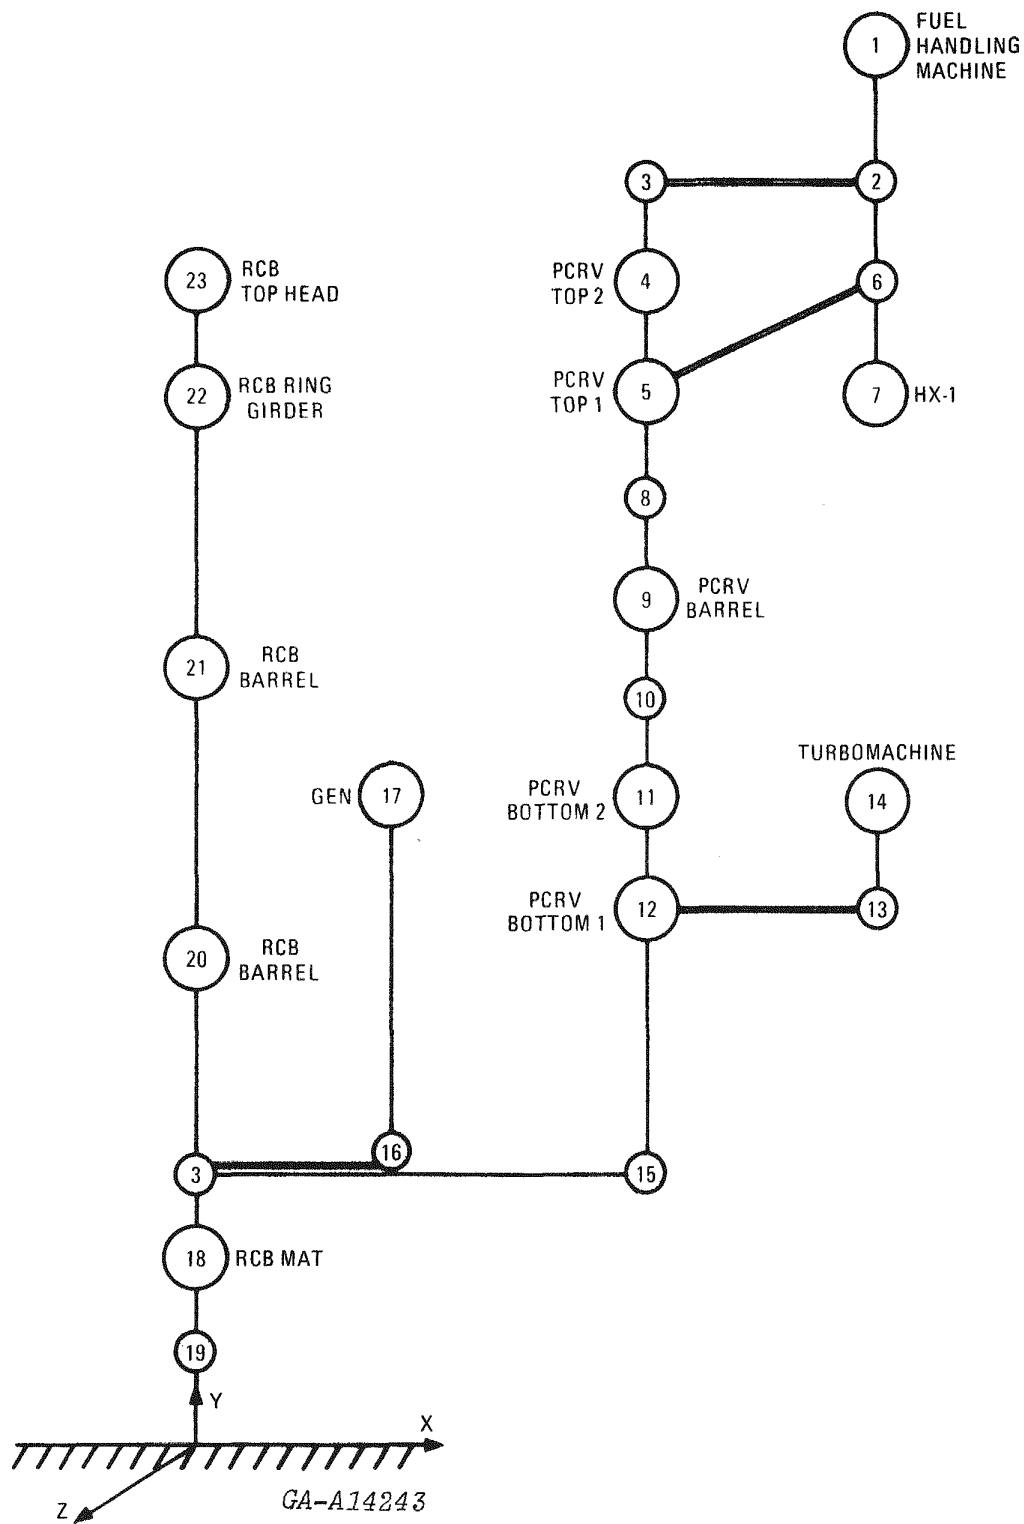 1
FUEL
HANDLING
MACHINE
3
2
23
RCB
TOP HEAD
PCRV
TOP 2
4
6
22
RCB RING
GIRDER
PCRV
TOP 1
5
7
HX-1
8
9
PCRV
BARREL
21
RCB
BARREL
10
TURBOMACHINE
GEN
17
PCRV
BOTTOM 2
11
14
PCRV
BOTTOM 1
12
13
20
RCB
BARREL
16
3
15
18
RCB MAT
19
Y
X
Z
GA-A14243